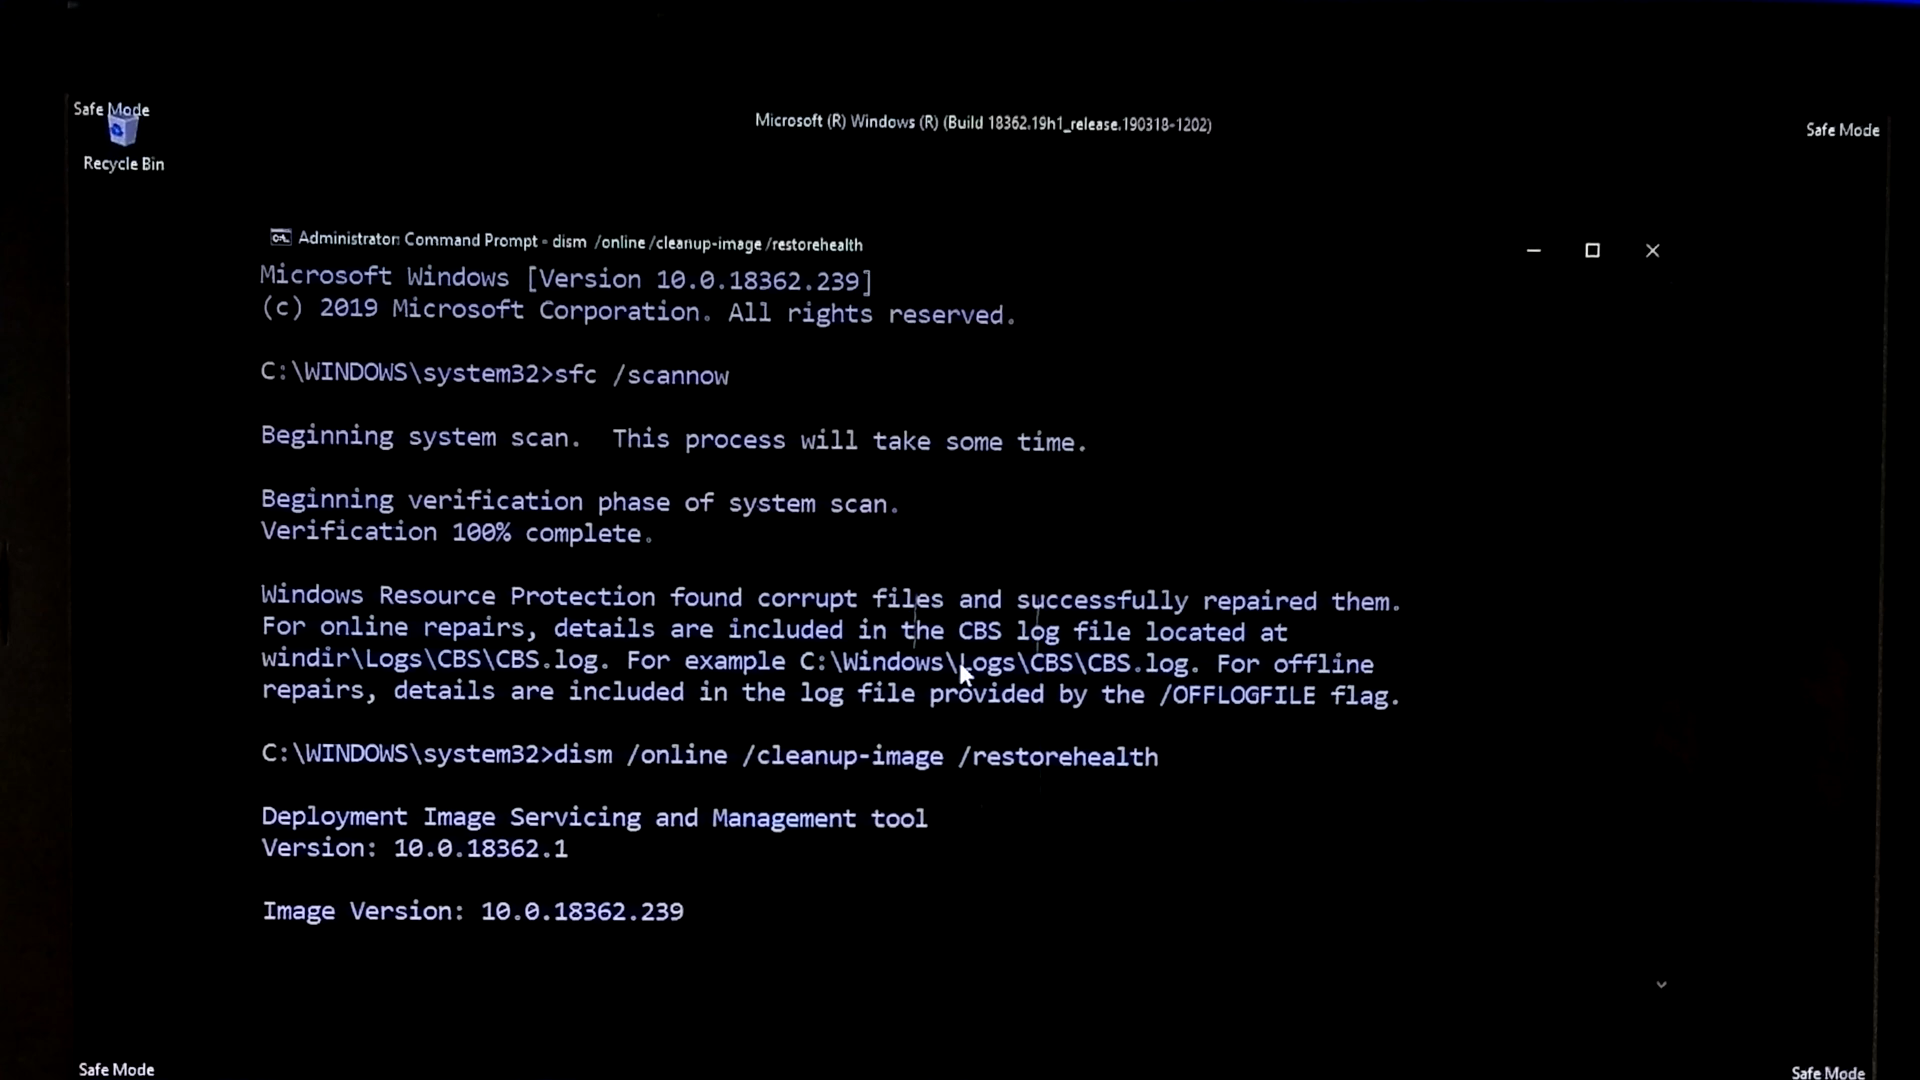 Safe Mode
Recycle Bin
Microsoft (R) Windows (R) (Build 18362.19h1_release.190318-1202)
Safe Mode
Administrator: Command Prompt - dism /online /cleanup-image /restorehealth
Microsoft Windows [Version 10.0.18362.239]
(c) 2019 Microsoft Corporation. All rights reserved.
C:\WINDOWS\system32>sfc /scannow
Beginning system scan.  This process will take some time.
Beginning verification phase of system scan.
Verification 100% complete.
Windows Resource Protection found corrupt files and successfully repaired them.
For online repairs, details are included in the CBS log file located at
windir\Logs\CBS\CBS.log. For example C:\Windows\Logs\CBS\CBS.log. For offline
repairs, details are included in the log file provided by the /OFFLOGFILE flag.
C:\WINDOWS\system32>dism /online /cleanup-image /restorehealth
Deployment Image Servicing and Management tool
Version: 10.0.18362.1
Image Version: 10.0.18362.239
Safe Mode
Safe Mode